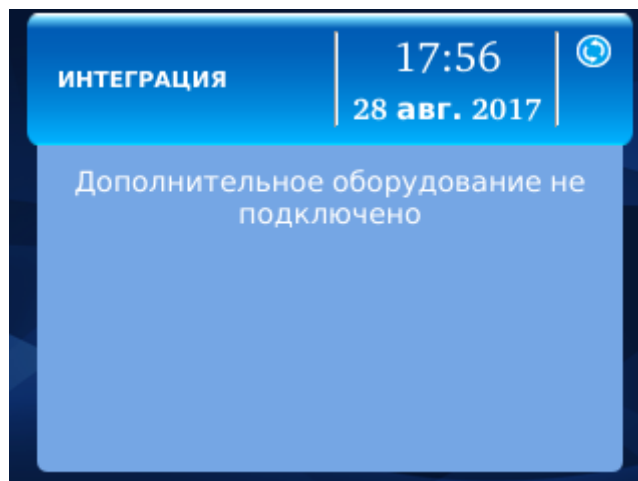 ИНТЕГРАЦИЯ
17:56
28 авг. 2017
Дополнительное оборудование не
подключено